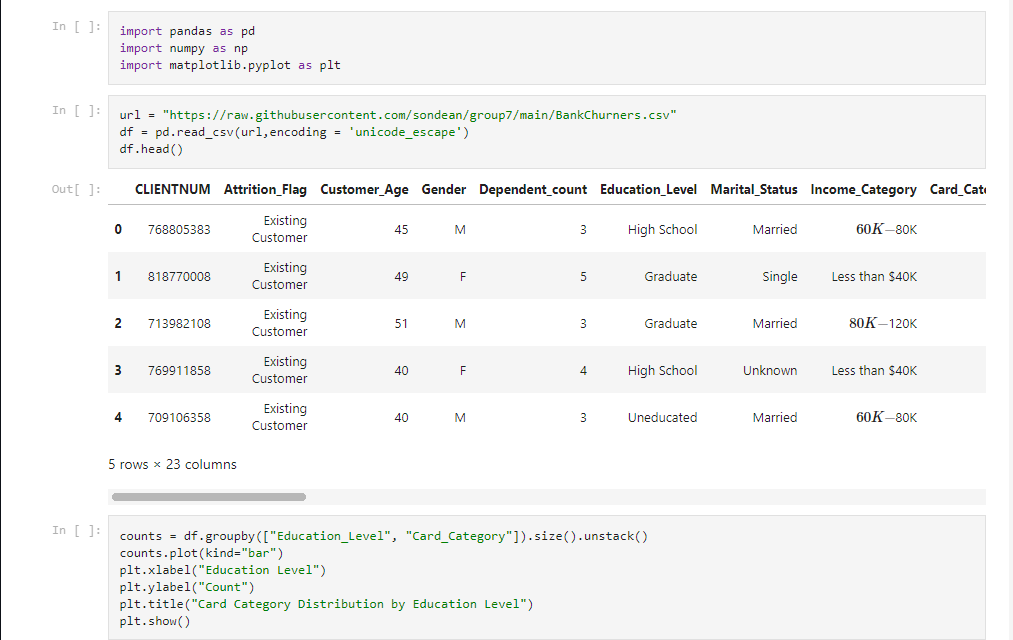 In [ ]:
import pandas as pd
import numpy as np
import matplotlib.pyplot as plt
In [ ]:
url = "https://raw.githubusercontent.com/sondean/group7/main/BankChurners.csv"
df = pd.read_csv(url,encoding = 'unicode_escape')
df.head()
Out[ ]:
CLIENTNUM Attrition_Flag Customer_Age Gender Dependent_count Education_Level Marital_Status Income_Category Card_Cate
0 768805383 Existing Customer 45 M 3 High School Married 60K−80K
1 818770008 Existing Customer 49 F 5 Graduate Single Less than $40K
2 713982108 Existing Customer 51 M 3 Graduate Married 80K−120K
3 769911858 Existing Customer 40 F 4 High School Unknown Less than $40K
4 709106358 Existing Customer 40 M 3 Uneducated Married 60K−80K
5 rows × 23 columns
In [ ]:
counts = df.groupby(["Education_Level", "Card_Category"]).size().unstack()
counts.plot(kind="bar")
plt.xlabel("Education Level")
plt.ylabel("Count")
plt.title("Card Category Distribution by Education Level")
plt.show()